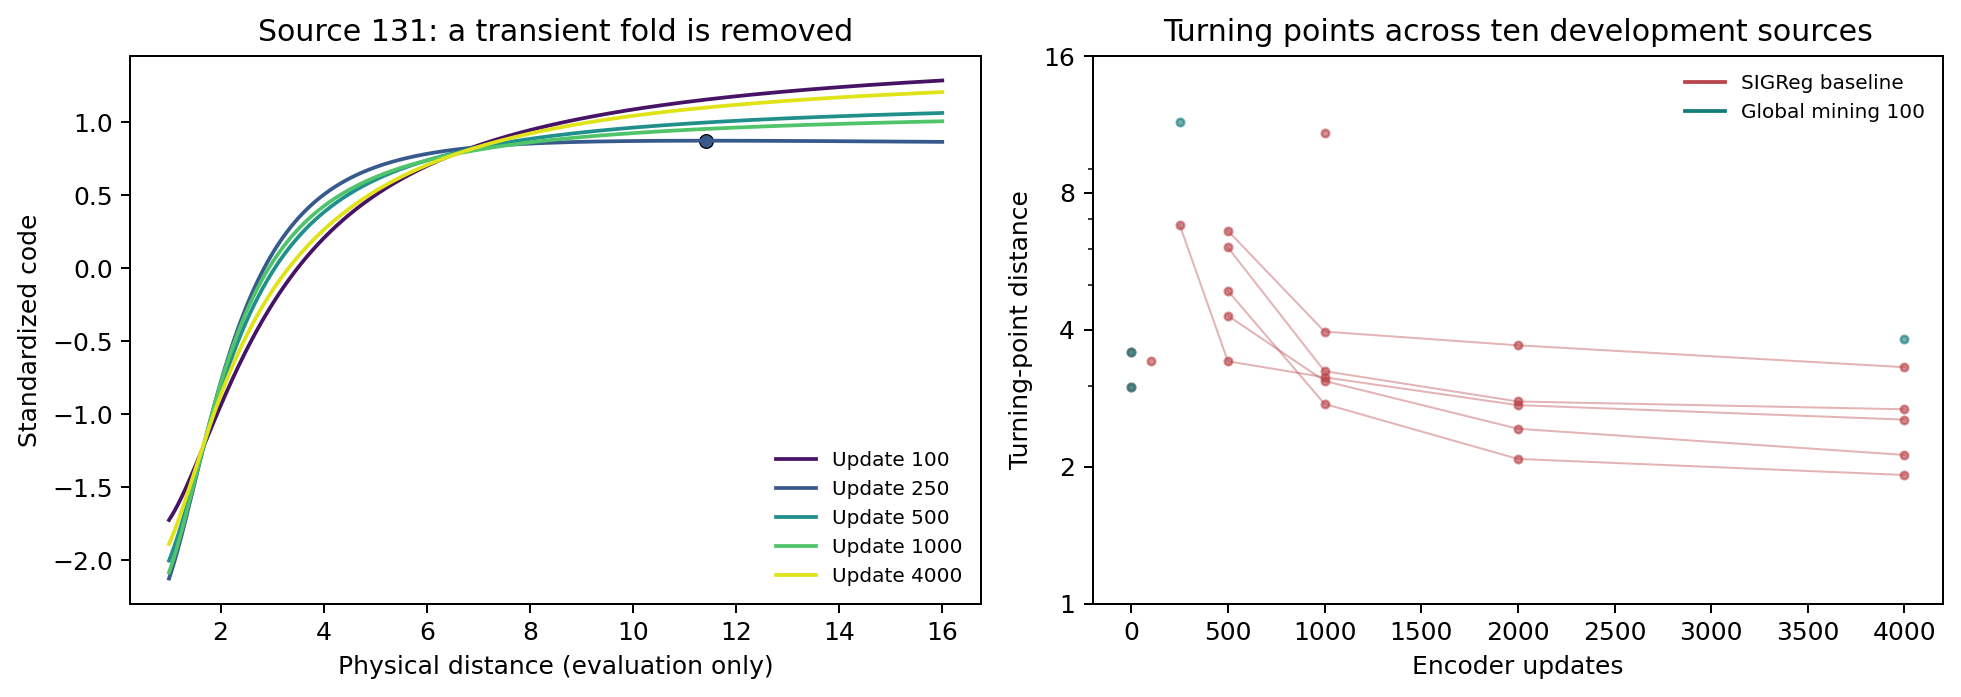 Source 131: a transient fold is removed
Standardized code
1.0
0.5
0.0
−0.5
−1.0
−1.5
−2.0
2 4 6 8 10 12 14 16
Physical distance (evaluation only)
Update 100
Update 250
Update 500
Update 1000
Update 4000
Turning points across ten development sources
Turning-point distance
16
8
4
2
1
0 500 1000 1500 2000 2500 3000 3500 4000
Encoder updates
SIGReg baseline
Global mining 100